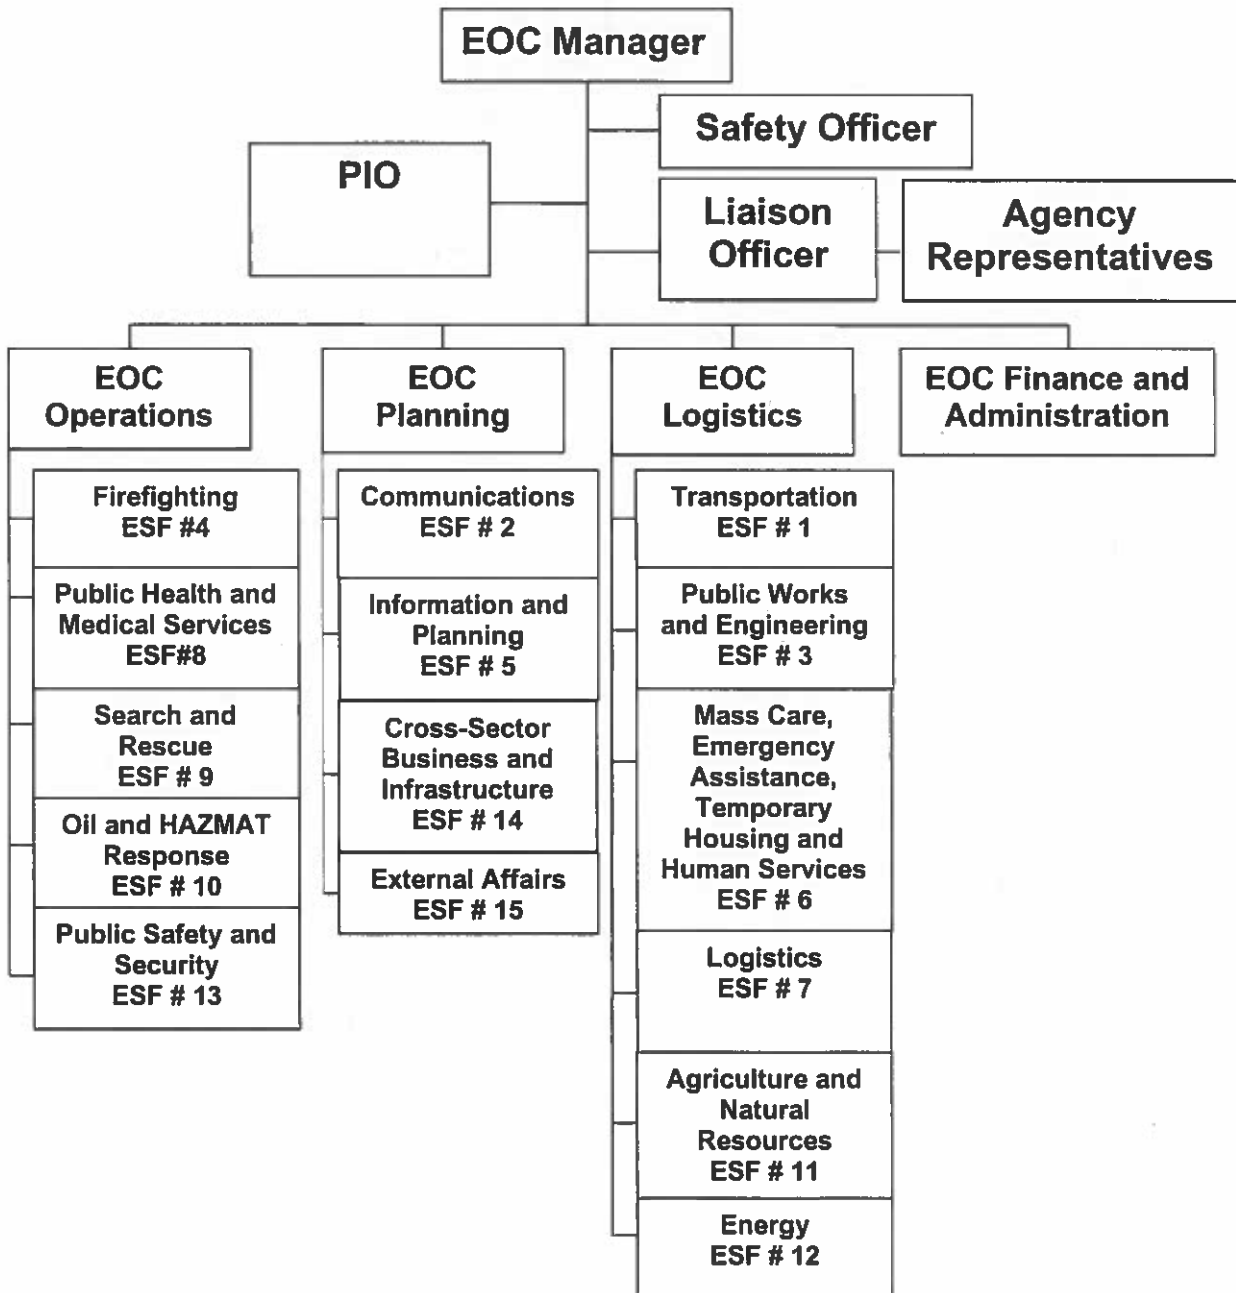 EOC Manager
Safety Officer
PIO
Liaison
Officer
Agency
Representatives
EOC
Operations
EOC
Planning
EOC
Logistics
EOC Finance and
Administration
Firefighting
ESF #4
Public Health and
Medical Services
ESF#8
Search and
Rescue
ESF # 9
Oil and HAZMAT
Response
ESF # 10
Public Safety and
Security
ESF # 13
Communications
ESF # 2
Information and
Planning
ESF # 5
Cross-Sector
Business and
Infrastructure
ESF # 14
External Affairs
ESF # 15
Transportation
ESF # 1
Public Works
and Engineering
ESF # 3
Mass Care,
Emergency
Assistance,
Temporary
Housing and
Human Services
ESF # 6
Logistics
ESF # 7
Agriculture and
Natural
Resources
ESF # 11
Energy
ESF # 12